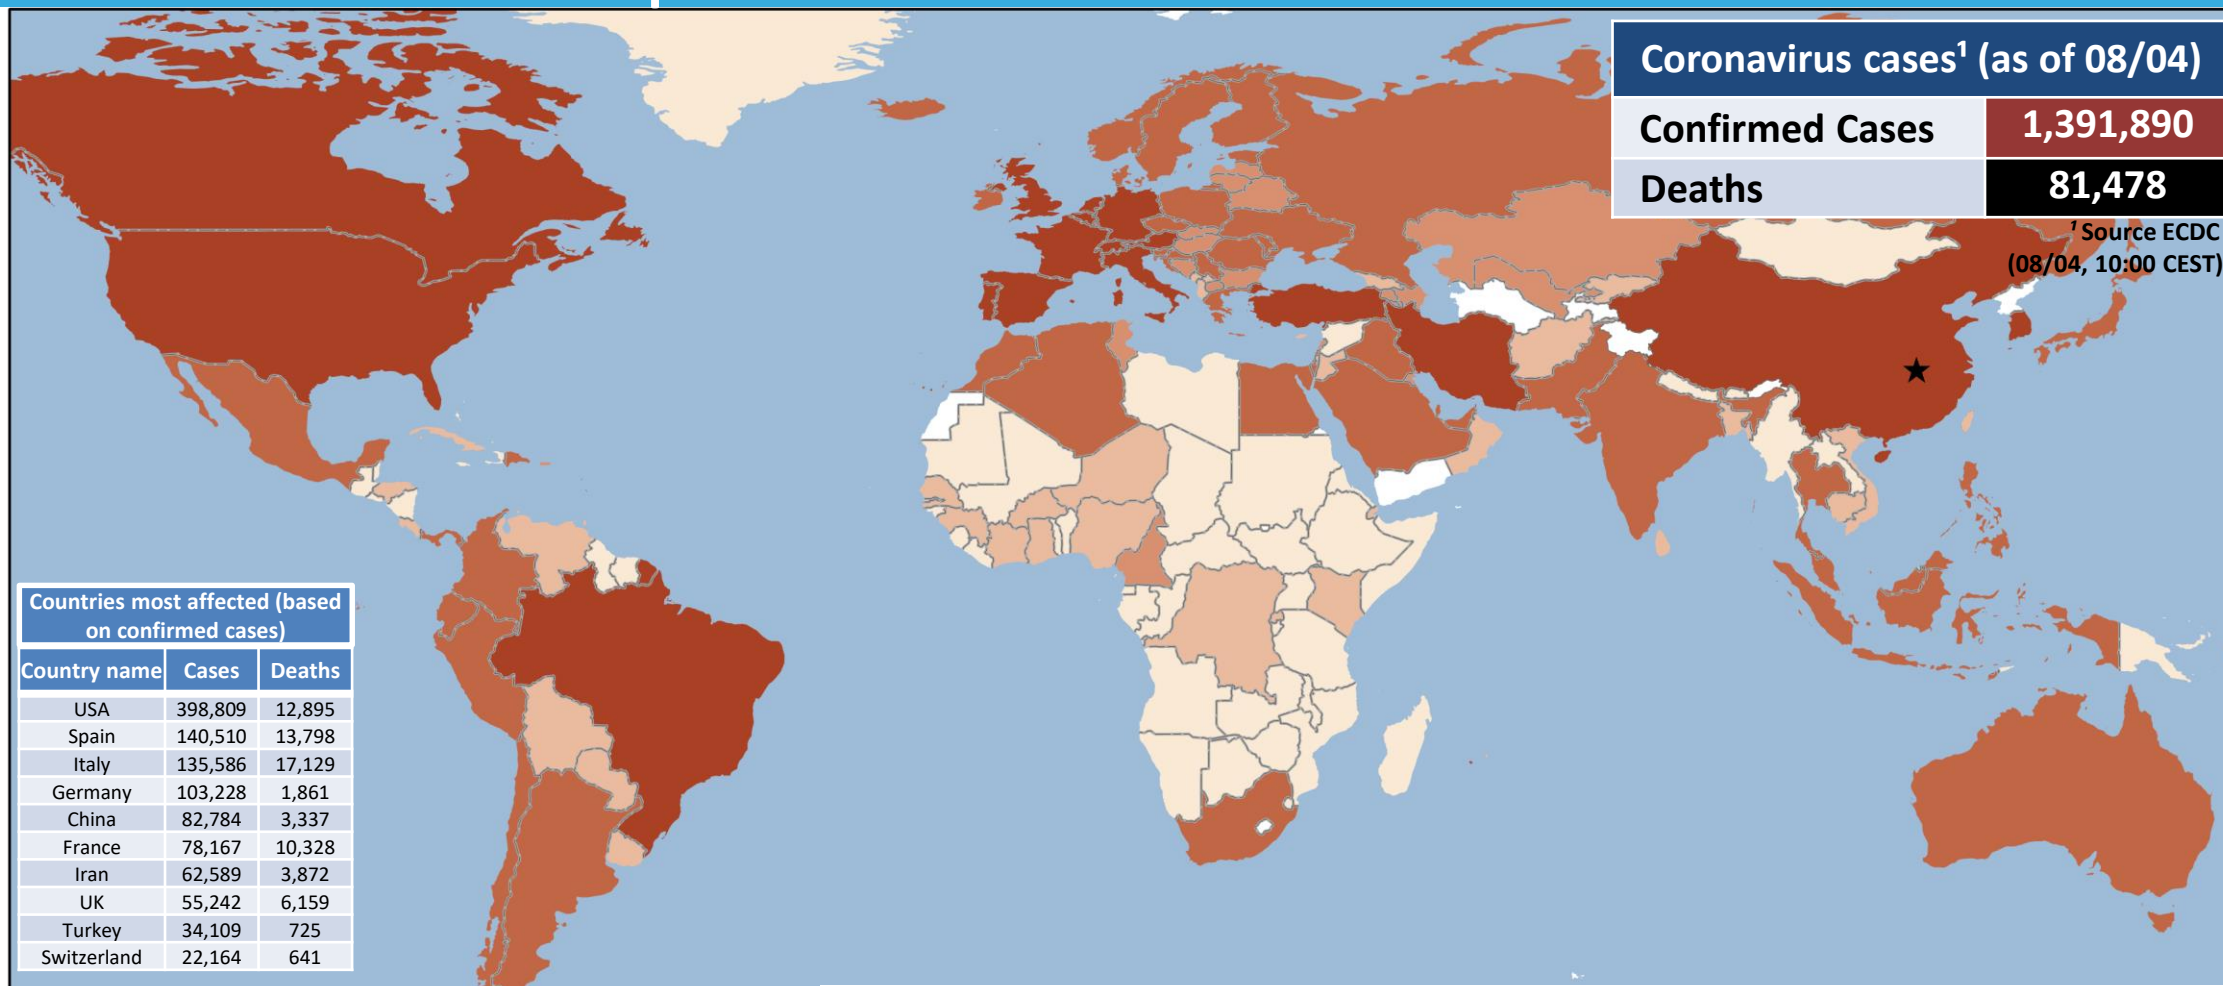 Coronavirus cases¹ (as of 08/04)
Confirmed Cases 1,391,890
Deaths 81,478
¹ Source ECDC
(08/04, 10:00 CEST)
Countries most affected (based
on confirmed cases)
Country name Cases Deaths
USA 398,809 12,895
Spain 140,510 13,798
Italy 135,586 17,129
Germany 103,228 1,861
China 82,784 3,337
France 78,167 10,328
Iran 62,589 3,872
UK 55,242 6,159
Turkey 34,109 725
Switzerland 22,164 641